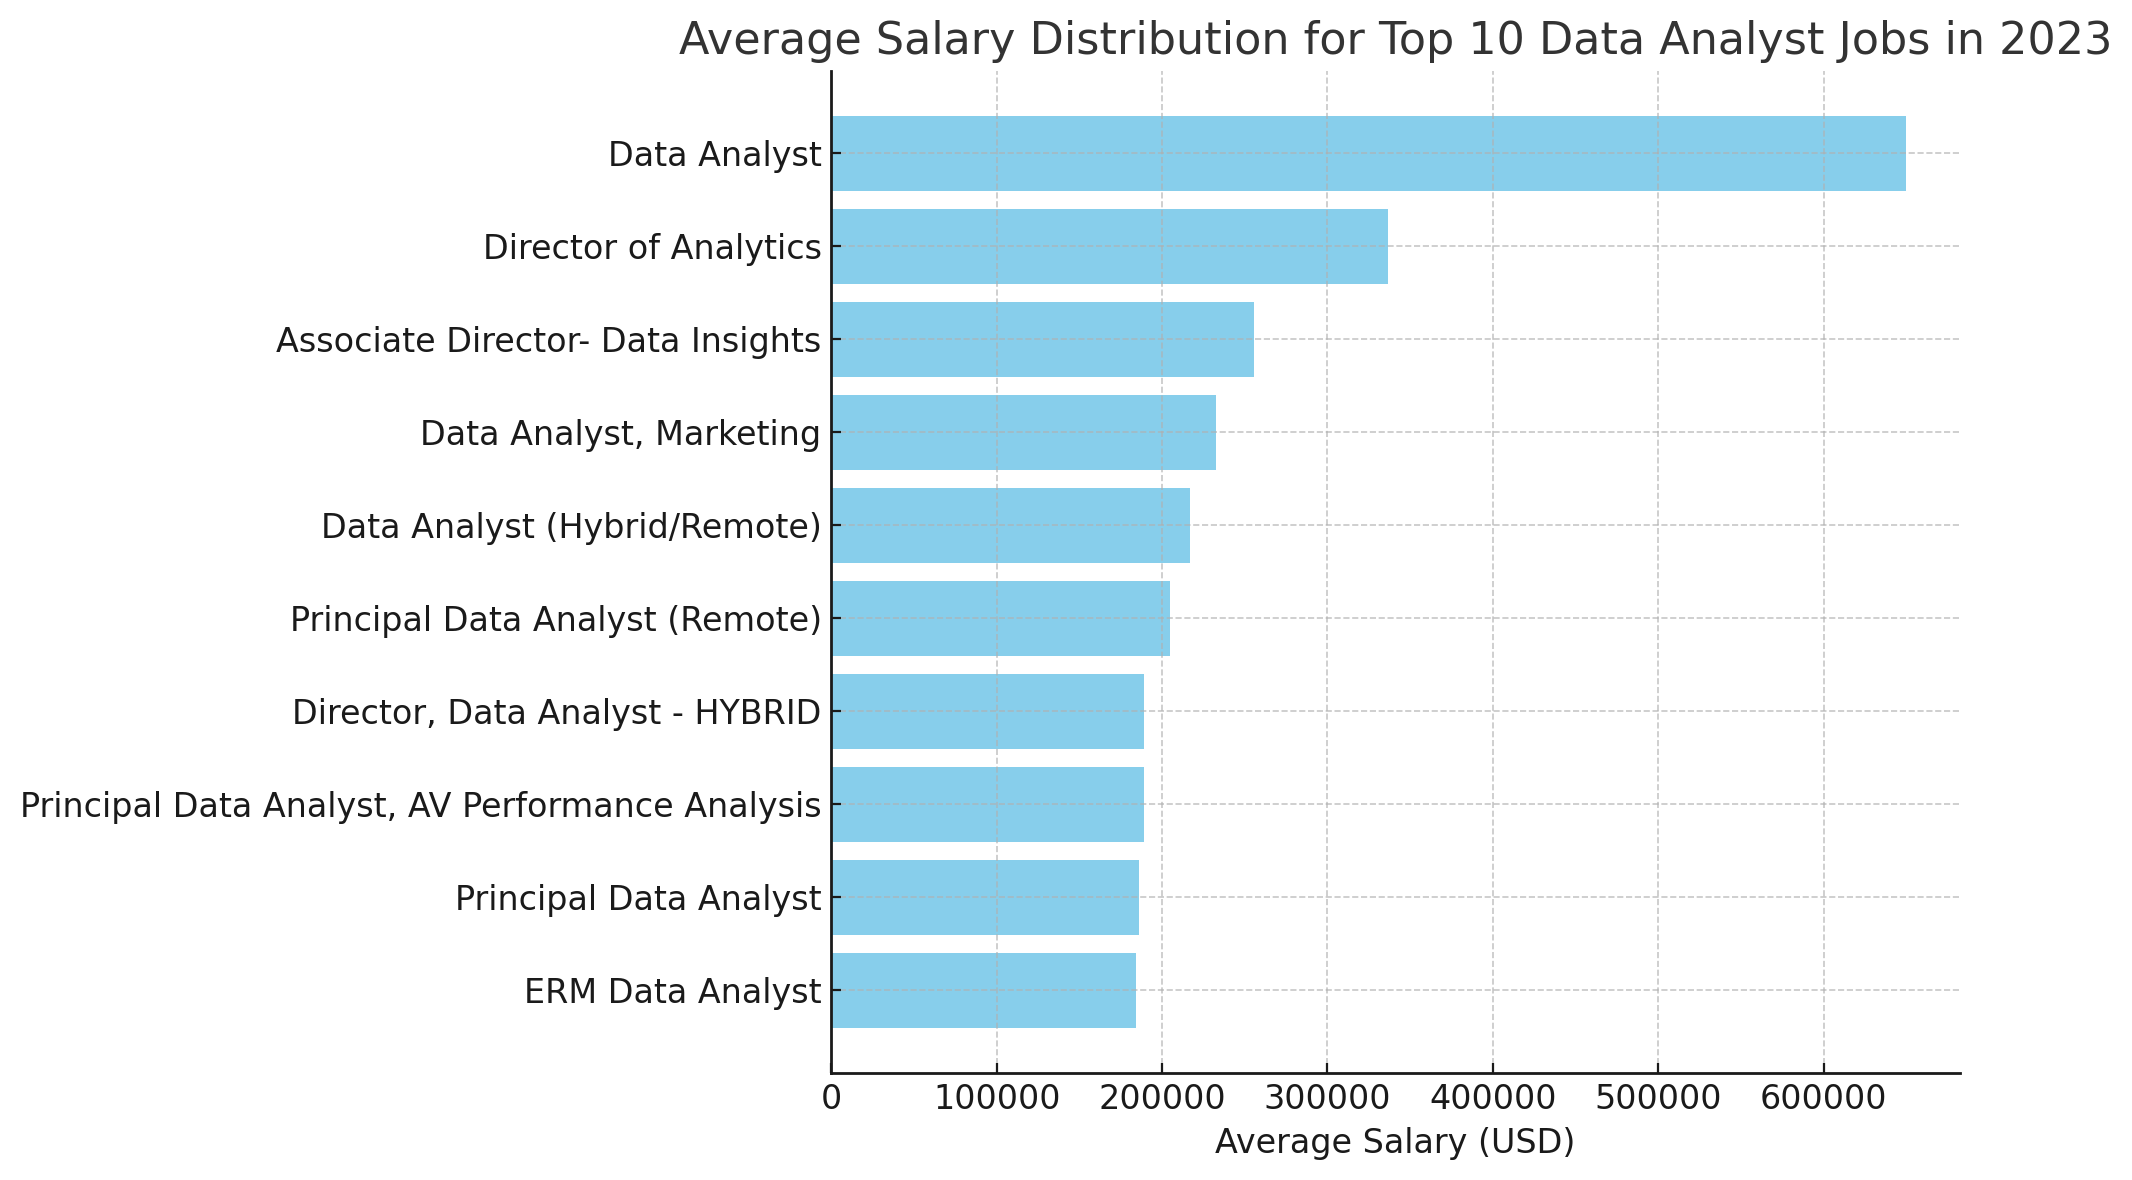 Average Salary Distribution for Top 10 Data Analyst Jobs in 2023
Data Analyst
Director of Analytics
Associate Director- Data Insights
Data Analyst, Marketing
Data Analyst (Hybrid/Remote)
Principal Data Analyst (Remote)
Director, Data Analyst - HYBRID
Principal Data Analyst, AV Performance Analysis
Principal Data Analyst
ERM Data Analyst
0 100000 200000 300000 400000 500000 600000
Average Salary (USD)